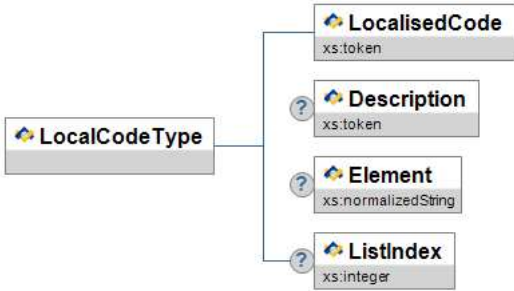 LocalisedCode
xs:token
?
Description
xs:token
LocalCodeType
?
Element
xs:normalizedString
?
ListIndex
xs:integer